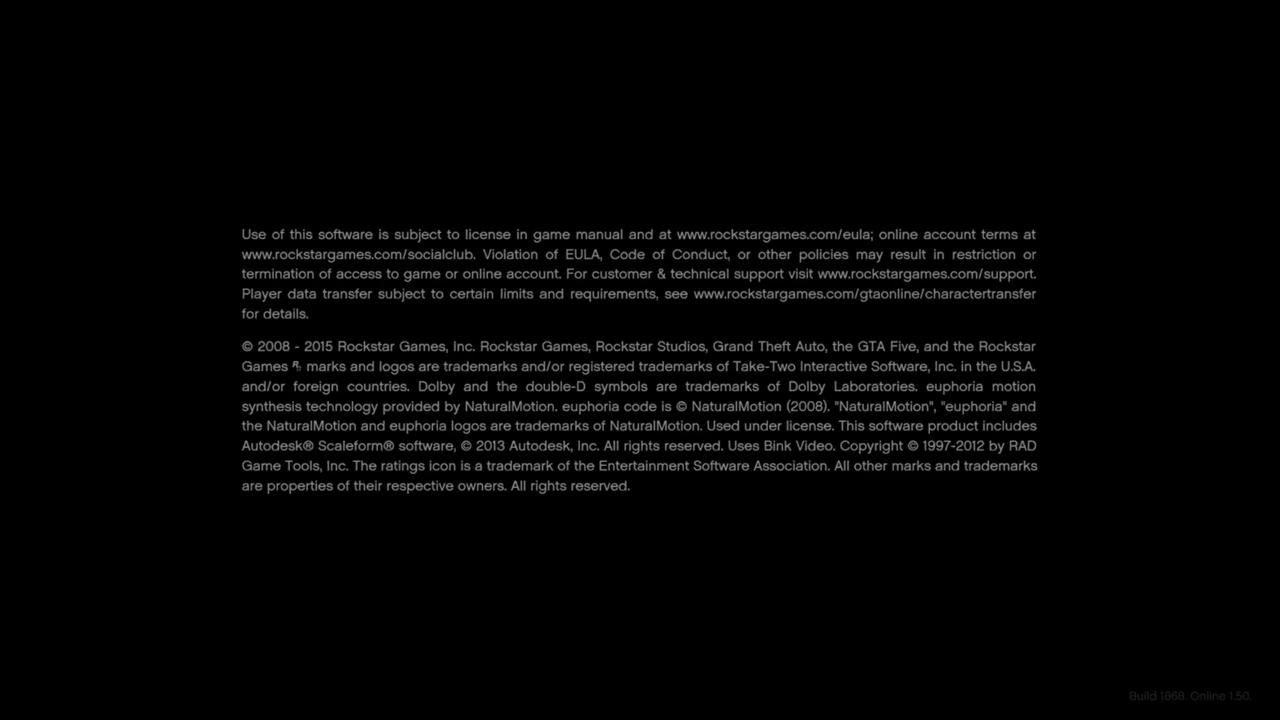 Use of this software is subject to license in game manual and at www.rockstargames.com/eula; online account terms at
www.rockstargames.com/socialclub. Violation of EULA, Code of Conduct, or other policies may result in restriction or
termination of access to game or online account. For customer & technical support visit www.rockstargames.com/support.
Player data transfer subject to certain limits and requirements, see www.rockstargames.com/gtaonline/charactertransfer
for details.
© 2008 - 2015 Rockstar Games, Inc. Rockstar Games, Rockstar Studios, Grand Theft Auto, the GTA Five, and the Rockstar
Games R* marks and logos are trademarks and/or registered trademarks of Take-Two Interactive Software, Inc. in the U.S.A.
and/or foreign countries. Dolby and the double-D symbols are trademarks of Dolby Laboratories. euphoria motion
synthesis technology provided by NaturalMotion. euphoria code is © NaturalMotion (2008). "NaturalMotion", "euphoria" and
the NaturalMotion and euphoria logos are trademarks of NaturalMotion. Used under license. This software product includes
Autodesk® Scaleform® software, © 2013 Autodesk, Inc. All rights reserved. Uses Bink Video. Copyright © 1997-2012 by RAD
Game Tools, Inc. The ratings icon is a trademark of the Entertainment Software Association. All other marks and trademarks
are properties of their respective owners. All rights reserved.
Build 1868. Online 1.50.